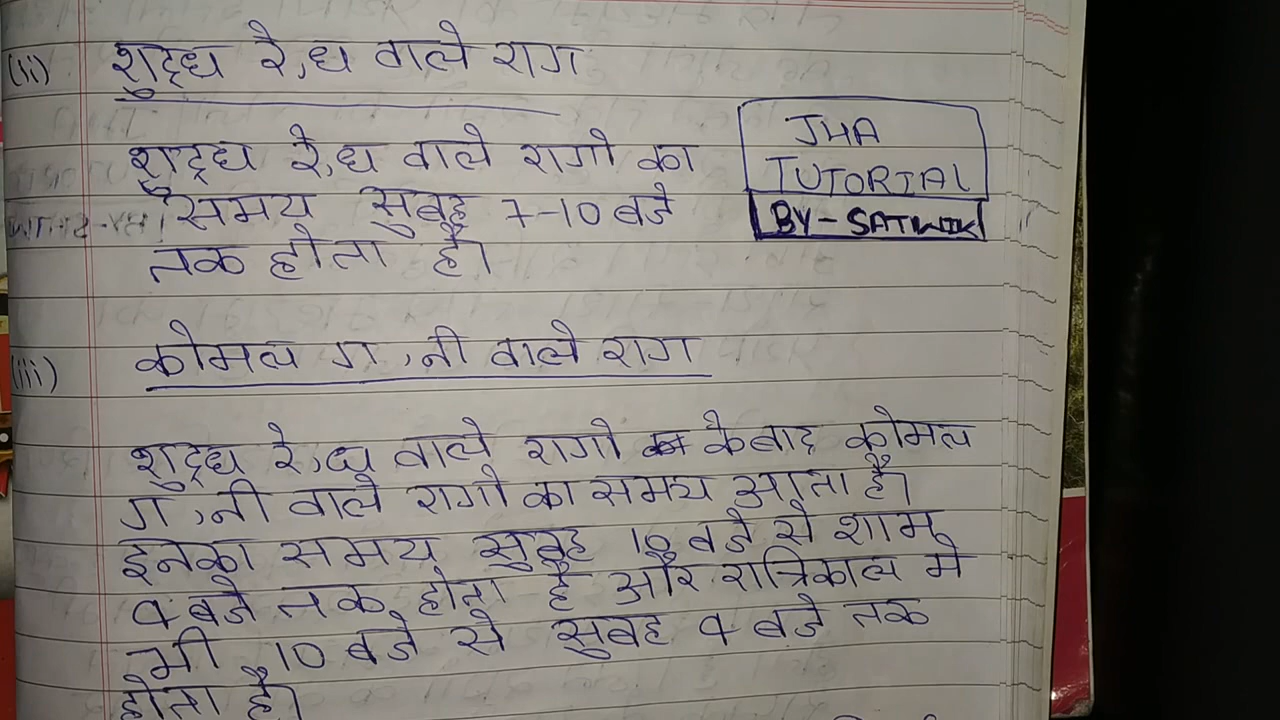 (ii) शुद्ध रे,ध वाले राग
शुद्ध रे,ध वाले रागो का
समय सुबह 7-10 बजे
तक होता है।
JHA
TUTORIAL
BY-SATWIK
(iii) कोमल ग ,नी वाले राग
शुद्ध रे,ध वाले रागो के बाद कोमल
ग ,नी वाले रागो का समय आता है।
इनका समय सुबह 10 बजे से शाम
4 बजे तक होता है और रात्रिकाल मे
भी 10 बजे से सुबह 4 बजे तक
होता है।